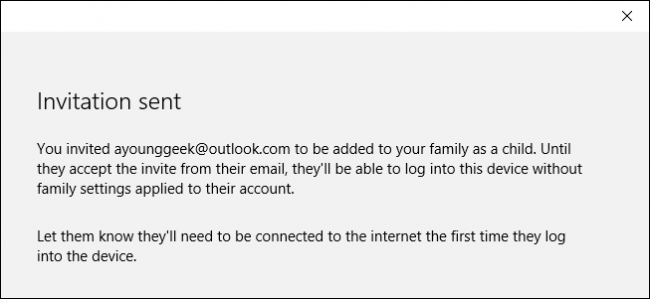 Invitation sent
You invited ayounggeek@outlook.com to be added to your family as a child. Until
they accept the invite from their email, they'll be able to log into this device without
family settings applied to their account.
Let them know they'll need to be connected to the internet the first time they log
into the device.